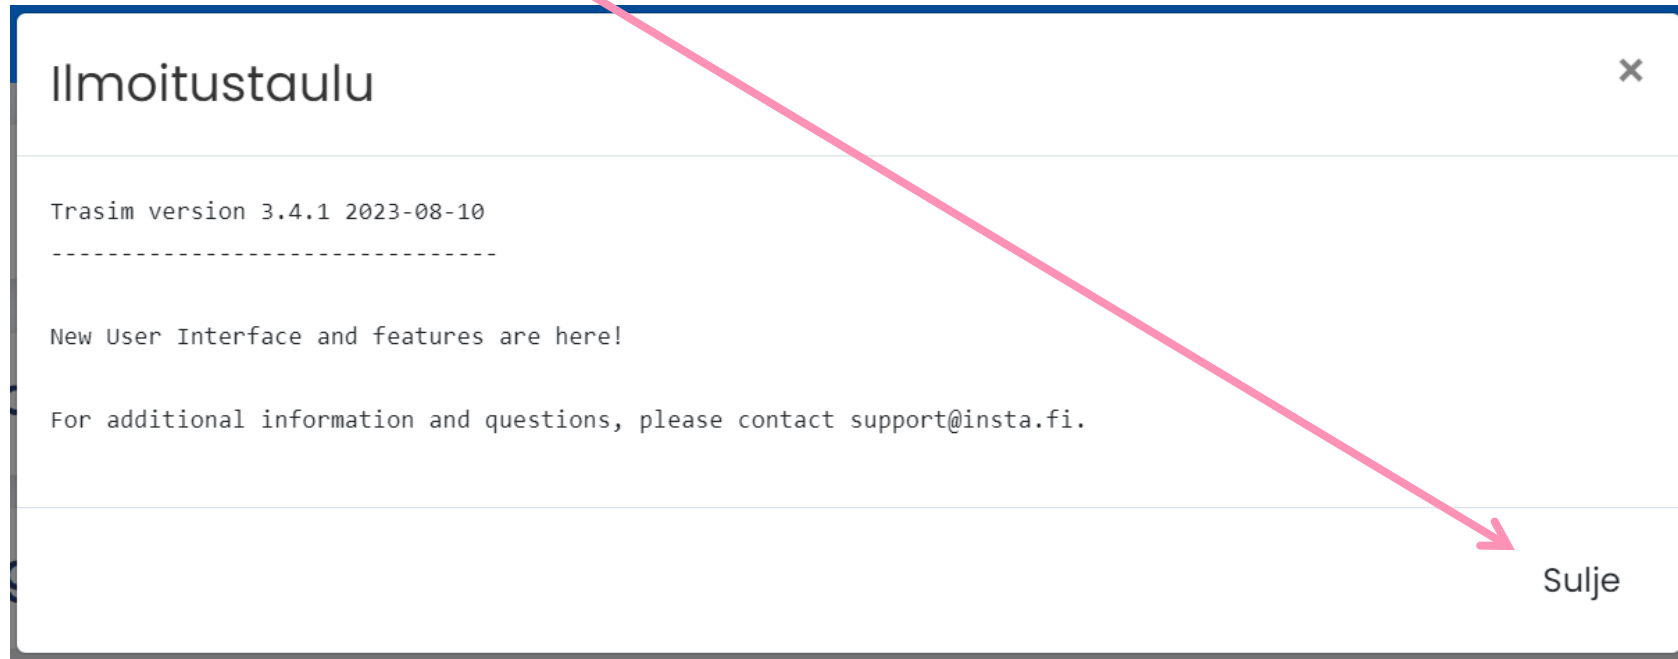 Ilmoitustaulu
×
Trasim version 3.4.1 2023-08-10
--------------------------------
New User Interface and features are here!
For additional information and questions, please contact support@insta.fi.
Sulje